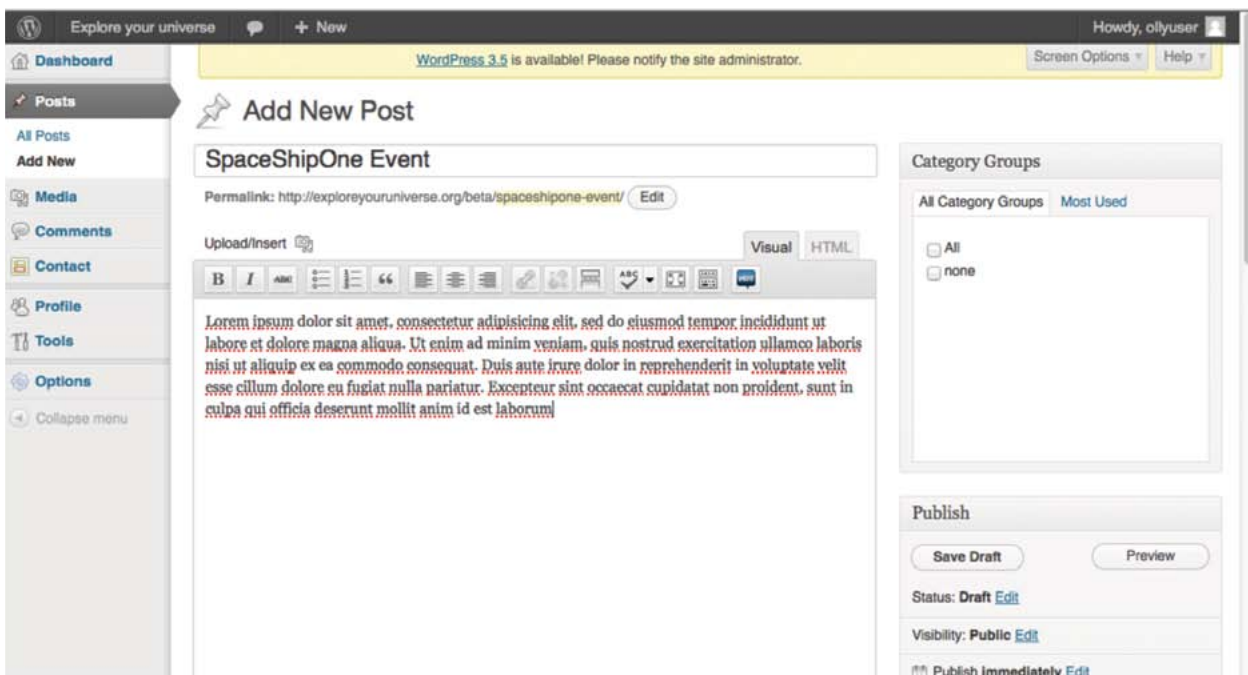 Explore your universe + New Howdy, ollyuser
WordPress 3.5 is available! Please notify the site administrator.
Screen Options Help
Dashboard
Posts
All Posts
Add New
Media
Comments
Contact
Profile
Tools
Options
Collapse menu
Add New Post
SpaceShipOne Event
Permalink: http://exploreyouruniverse.org/beta/spaceshipone-event/ Edit
Upload/Insert
Visual HTML
B I ABC ABC
Lorem ipsum dolor sit amet, consectetur adipisicing elit, sed do eiusmod tempor incididunt ut
labore et dolore magna aliqua. Ut enim ad minim veniam, quis nostrud exercitation ullamco laboris
nisi ut aliquip ex ea commodo consequat. Duis aute irure dolor in reprehenderit in voluptate velit
esse cillum dolore eu fugiat nulla pariatur. Excepteur sint occaecat cupidatat non proident, sunt in
culpa qui officia deserunt mollit anim id est laborum
Category Groups
All Category Groups Most Used
All
none
Publish
Save Draft Preview
Status: Draft Edit
Visibility: Public Edit
Publish immediately Edit